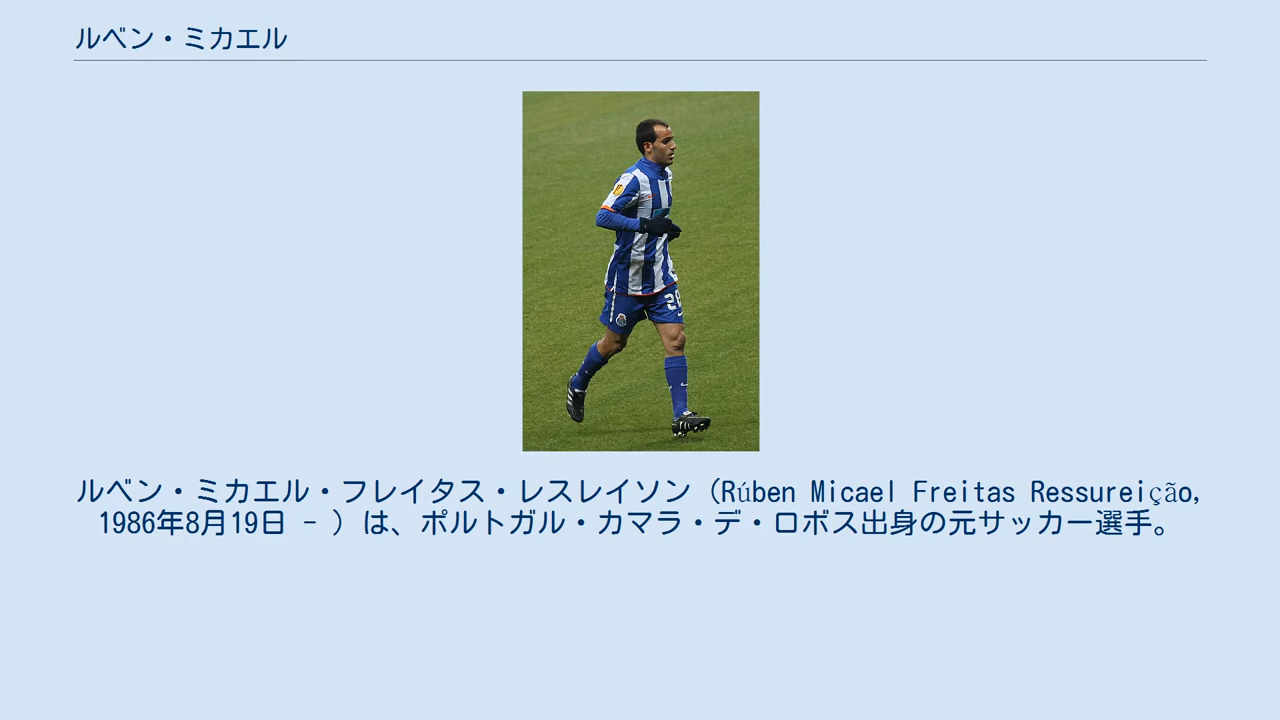 ルベン・ミカエル
ルベン・ミカエル・フレイタス・レスレイソン（Rúben Micael Freitas Ressureição,
1986年8月19日 - ）は、ポルトガル・カマラ・デ・ロボス出身の元サッカー選手。